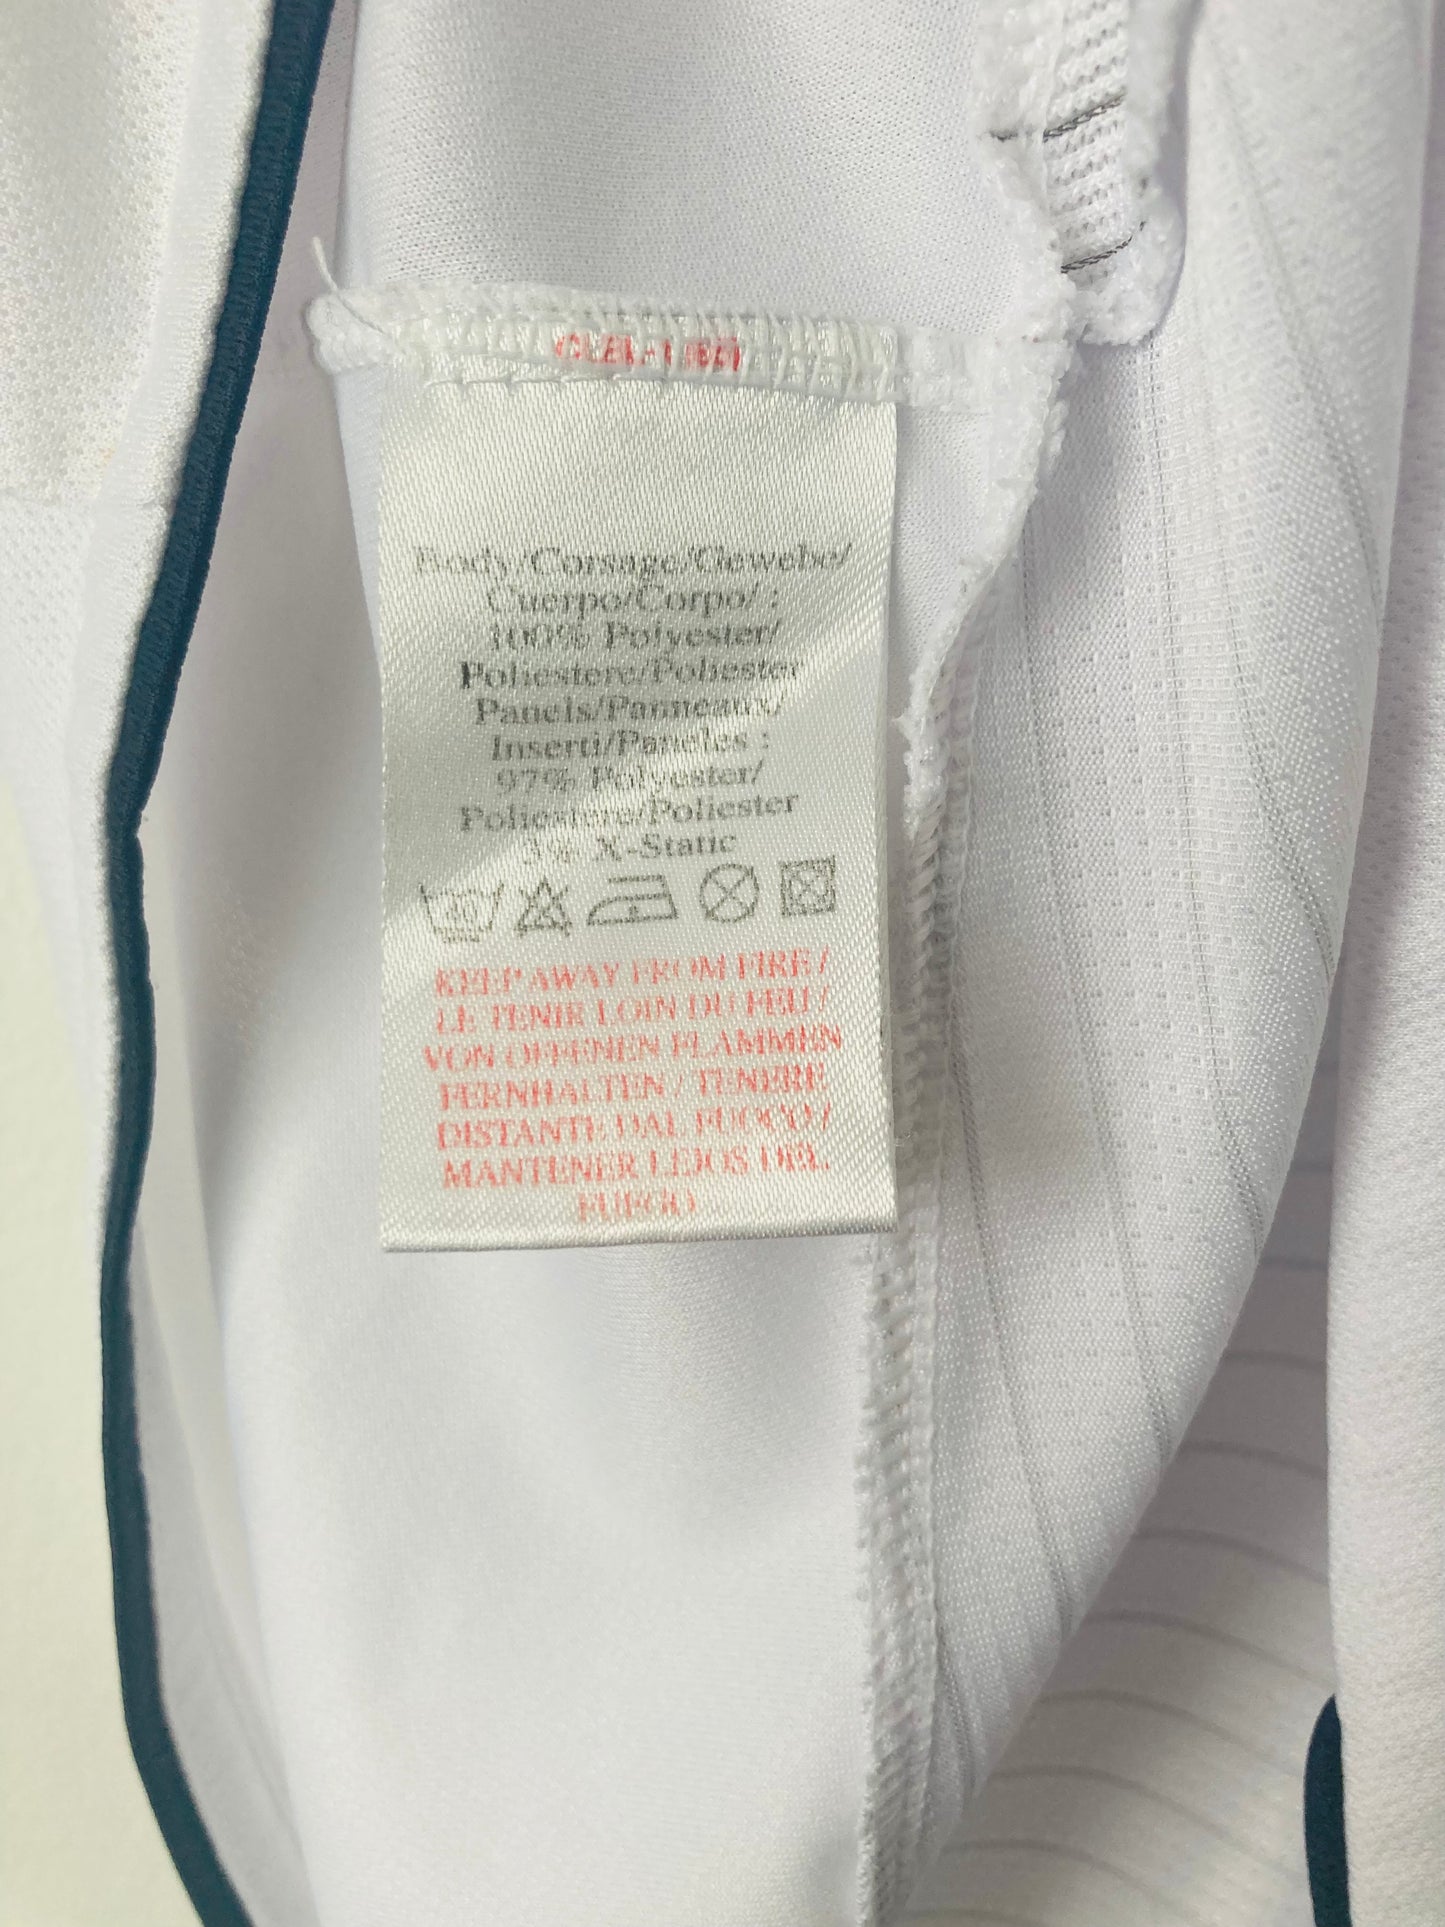 Body/Corsage/Gewebe/
Cuerpo/Corpo/ :
100% Polyester/
Poliestere/Poliester
Panels/Panneaux/
Inserti/Paneles :
97% Polyester/
Poliestere/Poliester
3% X-Static
40
KEEP AWAY FROM FIRE /
LE TENIR LOIN DU FEU /
VON OFFENEN FLAMMEN
FERNHALTEN / TENERE
DISTANTE DAL FUOCO /
MANTENER LEJOS DEL
FUEGO